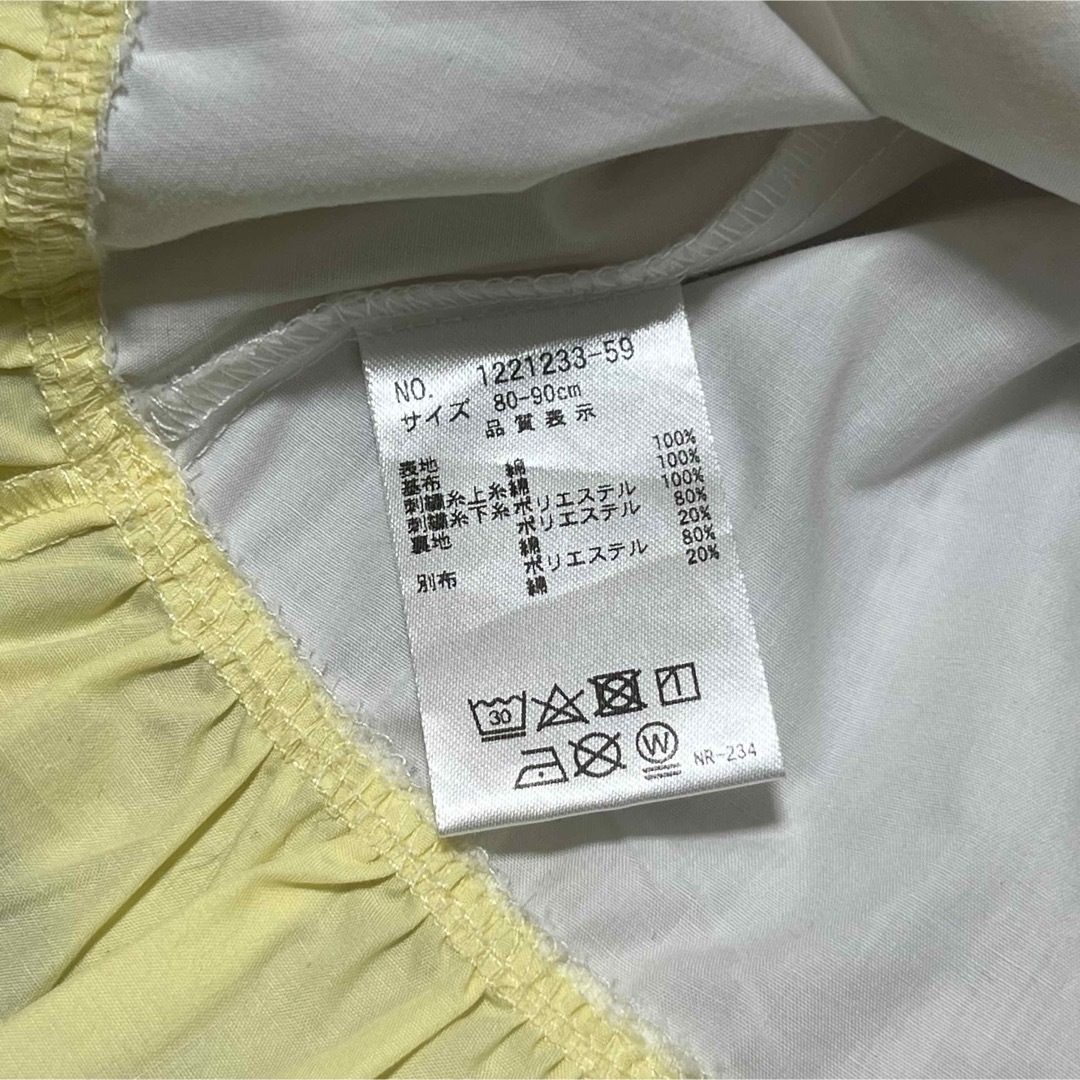 NO. 1221233-59
サイズ 80-90cm
品質表示
表地 綿 100%
基布 綿 100%
刺繍糸上糸 ポリエステル 100%
刺繍糸下糸 ポリエステル 80%
裏地 綿 20%
ポリエステル 80%
別布 綿 20%
30
W
NR-234